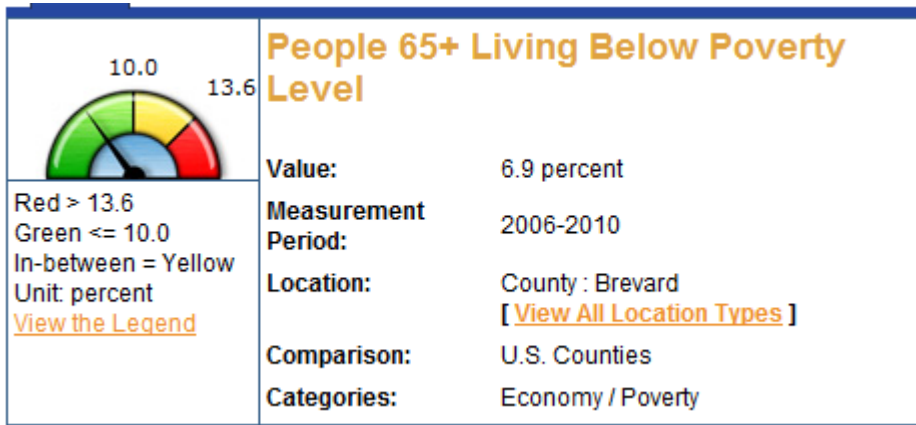 10.0
13.6
Red > 13.6
Green <= 10.0
In-between = Yellow
Unit: percent
View the Legend
People 65+ Living Below Poverty
Level
Value: 6.9 percent
Measurement
Period: 2006-2010
Location: County : Brevard
[ View All Location Types ]
Comparison: U.S. Counties
Categories: Economy / Poverty